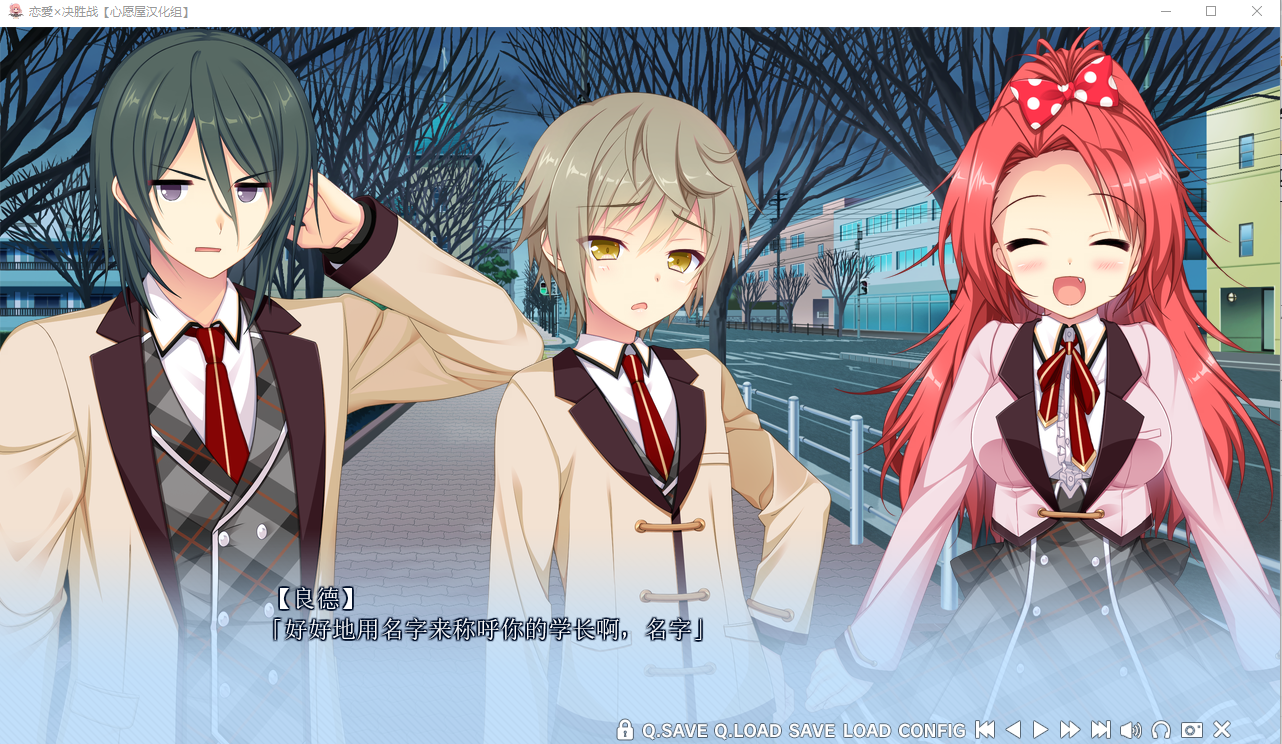 恋愛×决胜战【心愿屋汉化组】
【良德】
「好好地用名字来称呼你的学长啊，名字」
Q.SAVE Q.LOAD SAVE LOAD CONFIG